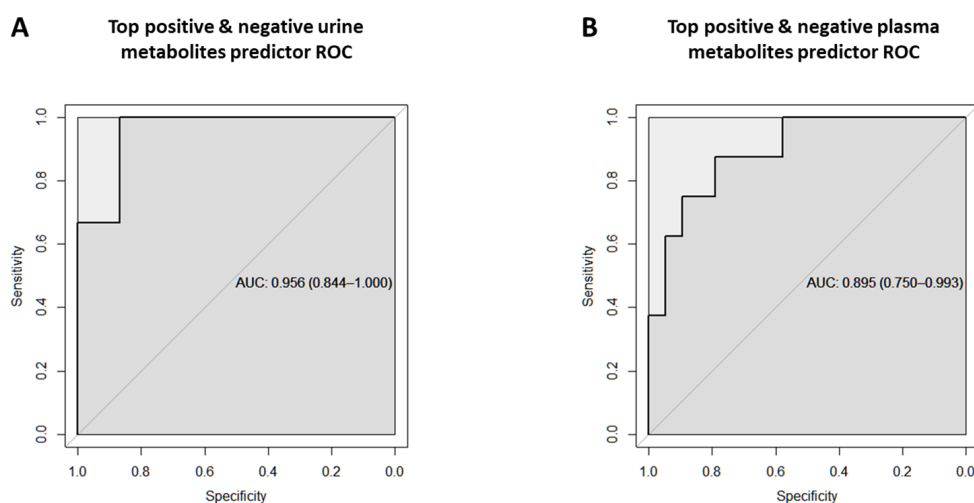 A
Top positive & negative urine
metabolites predictor ROC
1.0
0.8
0.6
0.4
0.2
0.0
Sensitivity
AUC: 0.956 (0.844–1.000)
1.0
0.8
0.6
0.4
0.2
0.0
Specificity
B
Top positive & negative plasma
metabolites predictor ROC
1.0
0.8
0.6
0.4
0.2
0.0
Sensitivity
AUC: 0.895 (0.750–0.993)
1.0
0.8
0.6
0.4
0.2
0.0
Specificity